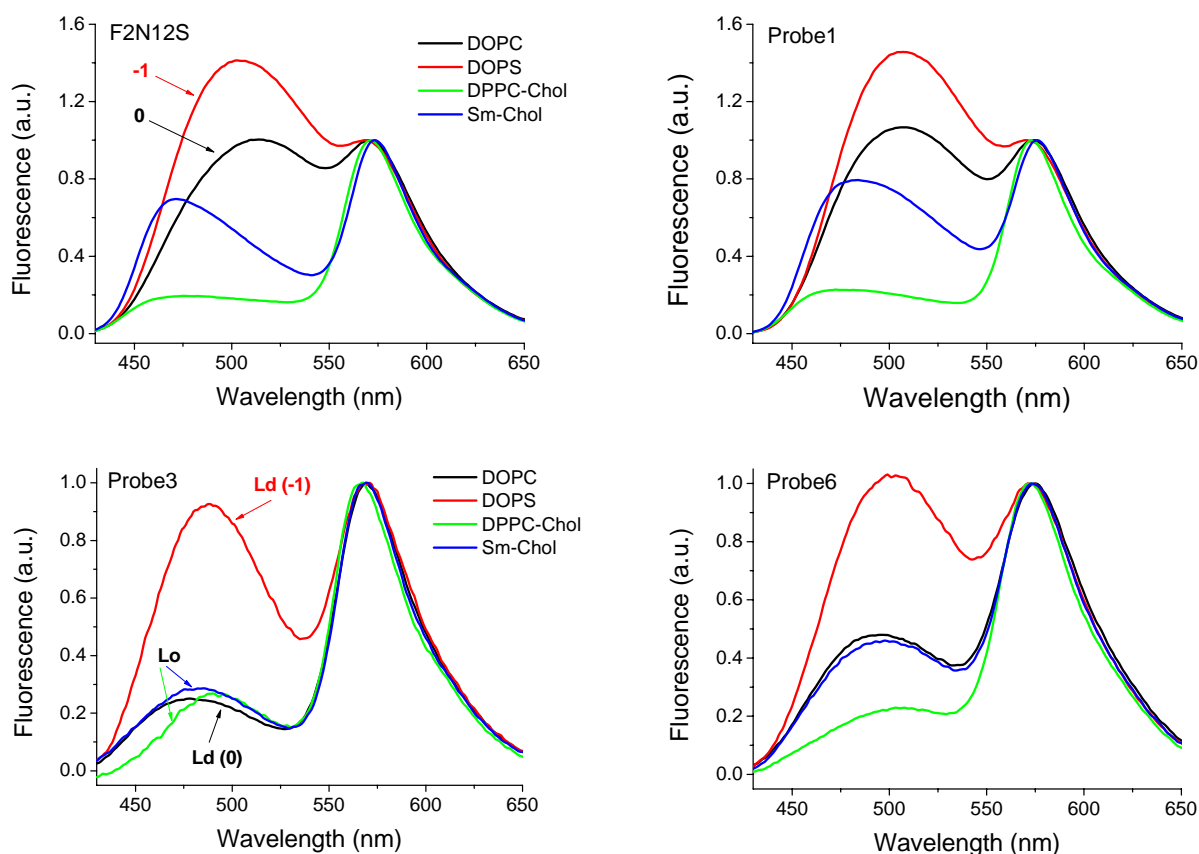 F2N12S
-1
0
DOPC
DOPS
DPPC-Chol
Sm-Chol
Fluorescence (a.u.)
1.6
1.2
0.8
0.4
0.0
450 500 550 600 650
Wavelength (nm)
Probe1
Fluorescence (a.u.)
1.6
1.2
0.8
0.4
0.0
450 500 550 600 650
Wavelength (nm)
Probe3
Ld (-1)
Lo
Ld (0)
DOPC
DOPS
DPPC-Chol
Sm-Chol
Fluorescence (a.u.)
1.0
0.8
0.6
0.4
0.2
0.0
450 500 550 600 650
Wavelength (nm)
Probe6
Fluorescence (a.u.)
1.0
0.8
0.6
0.4
0.2
0.0
450 500 550 600 650
Wavelength (nm)